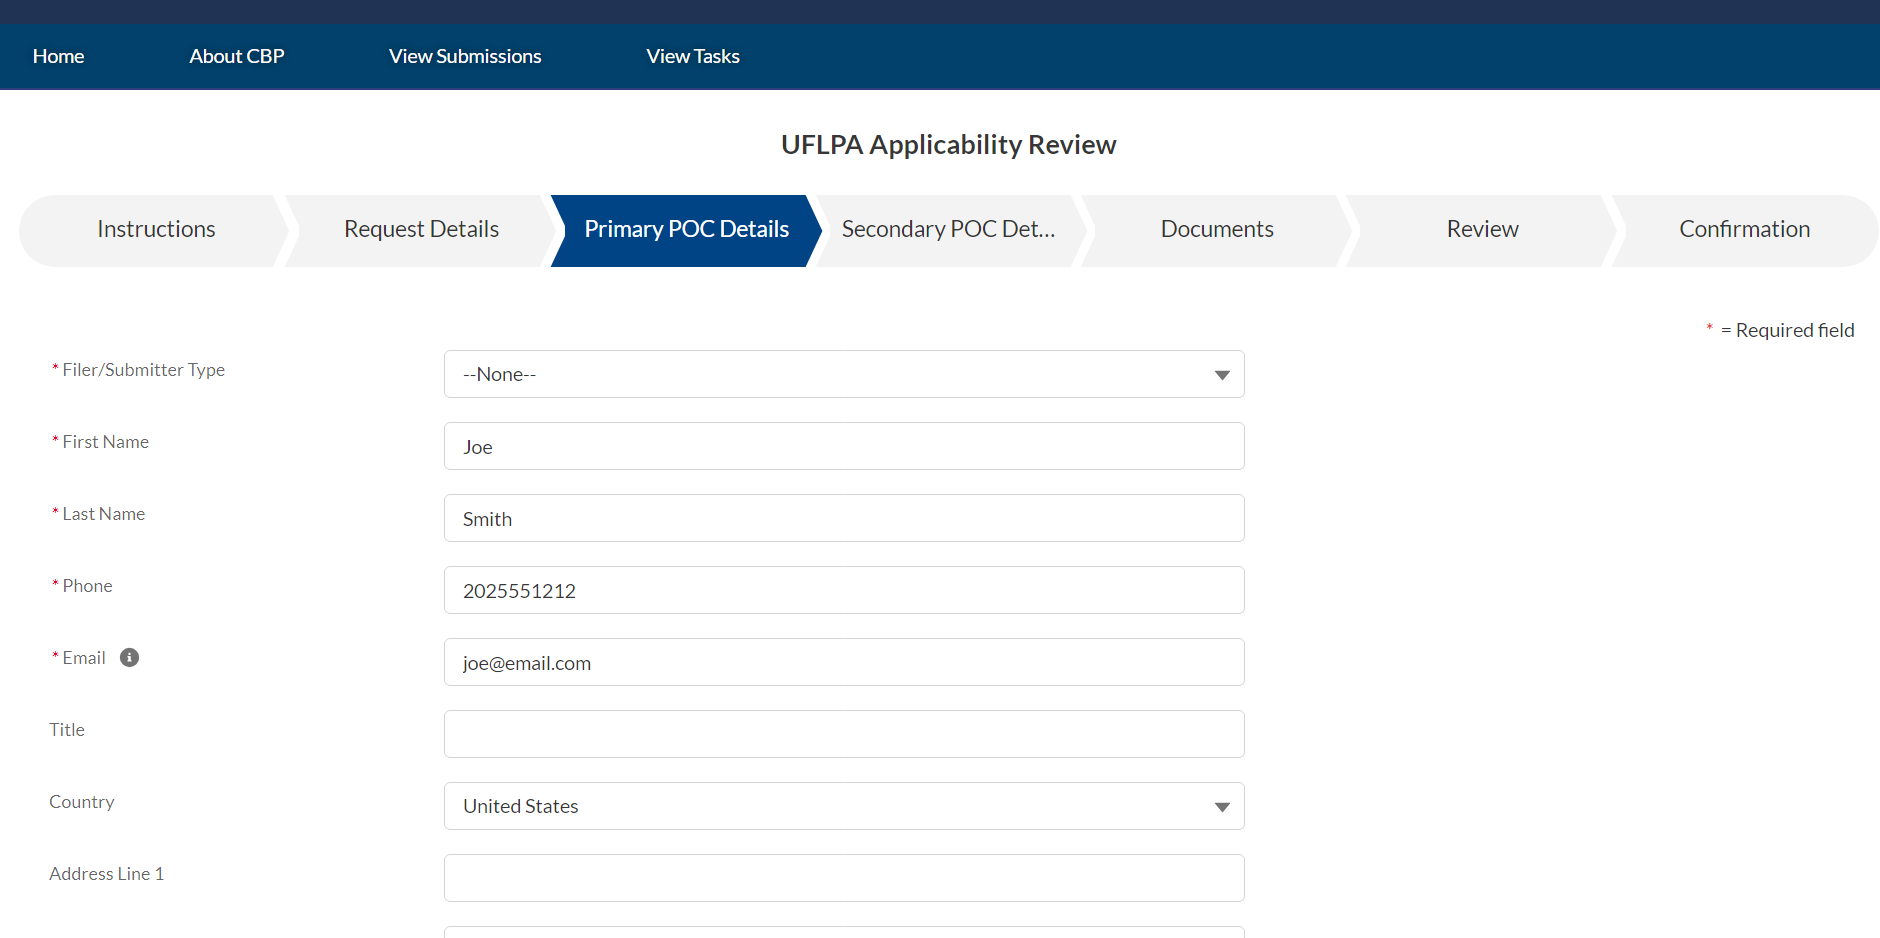 Home About CBP View Submissions View Tasks
UFLPA Applicability Review
Instructions Request Details Primary POC Details Secondary POC Det... Documents Review Confirmation
* = Required field
* Filer/Submitter Type --None--
* First Name Joe
* Last Name Smith
* Phone 2025551212
* Email i joe@email.com
Title
Country United States
Address Line 1